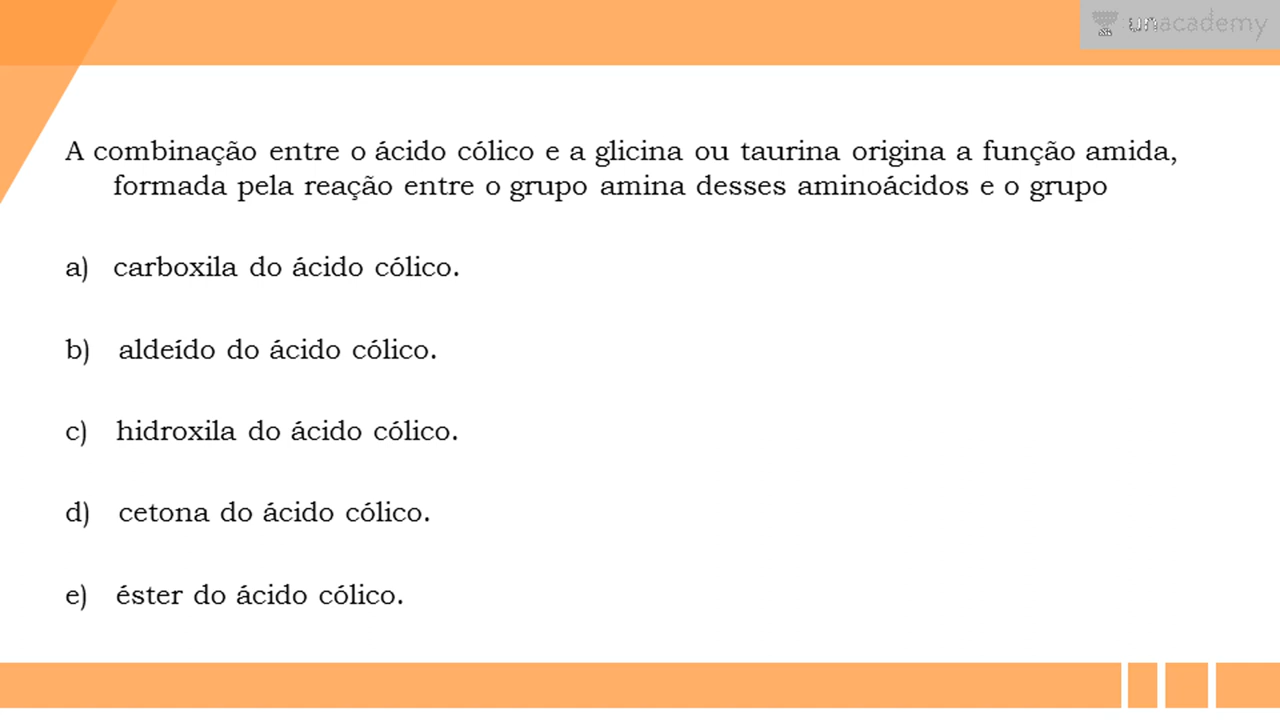 unacademy
A combinação entre o ácido cólico e a glicina ou taurina origina a função amida,
formada pela reação entre o grupo amina desses aminoácidos e o grupo
a) carboxila do ácido cólico.
b) aldeído do ácido cólico.
c) hidroxila do ácido cólico.
d) cetona do ácido cólico.
e) éster do ácido cólico.